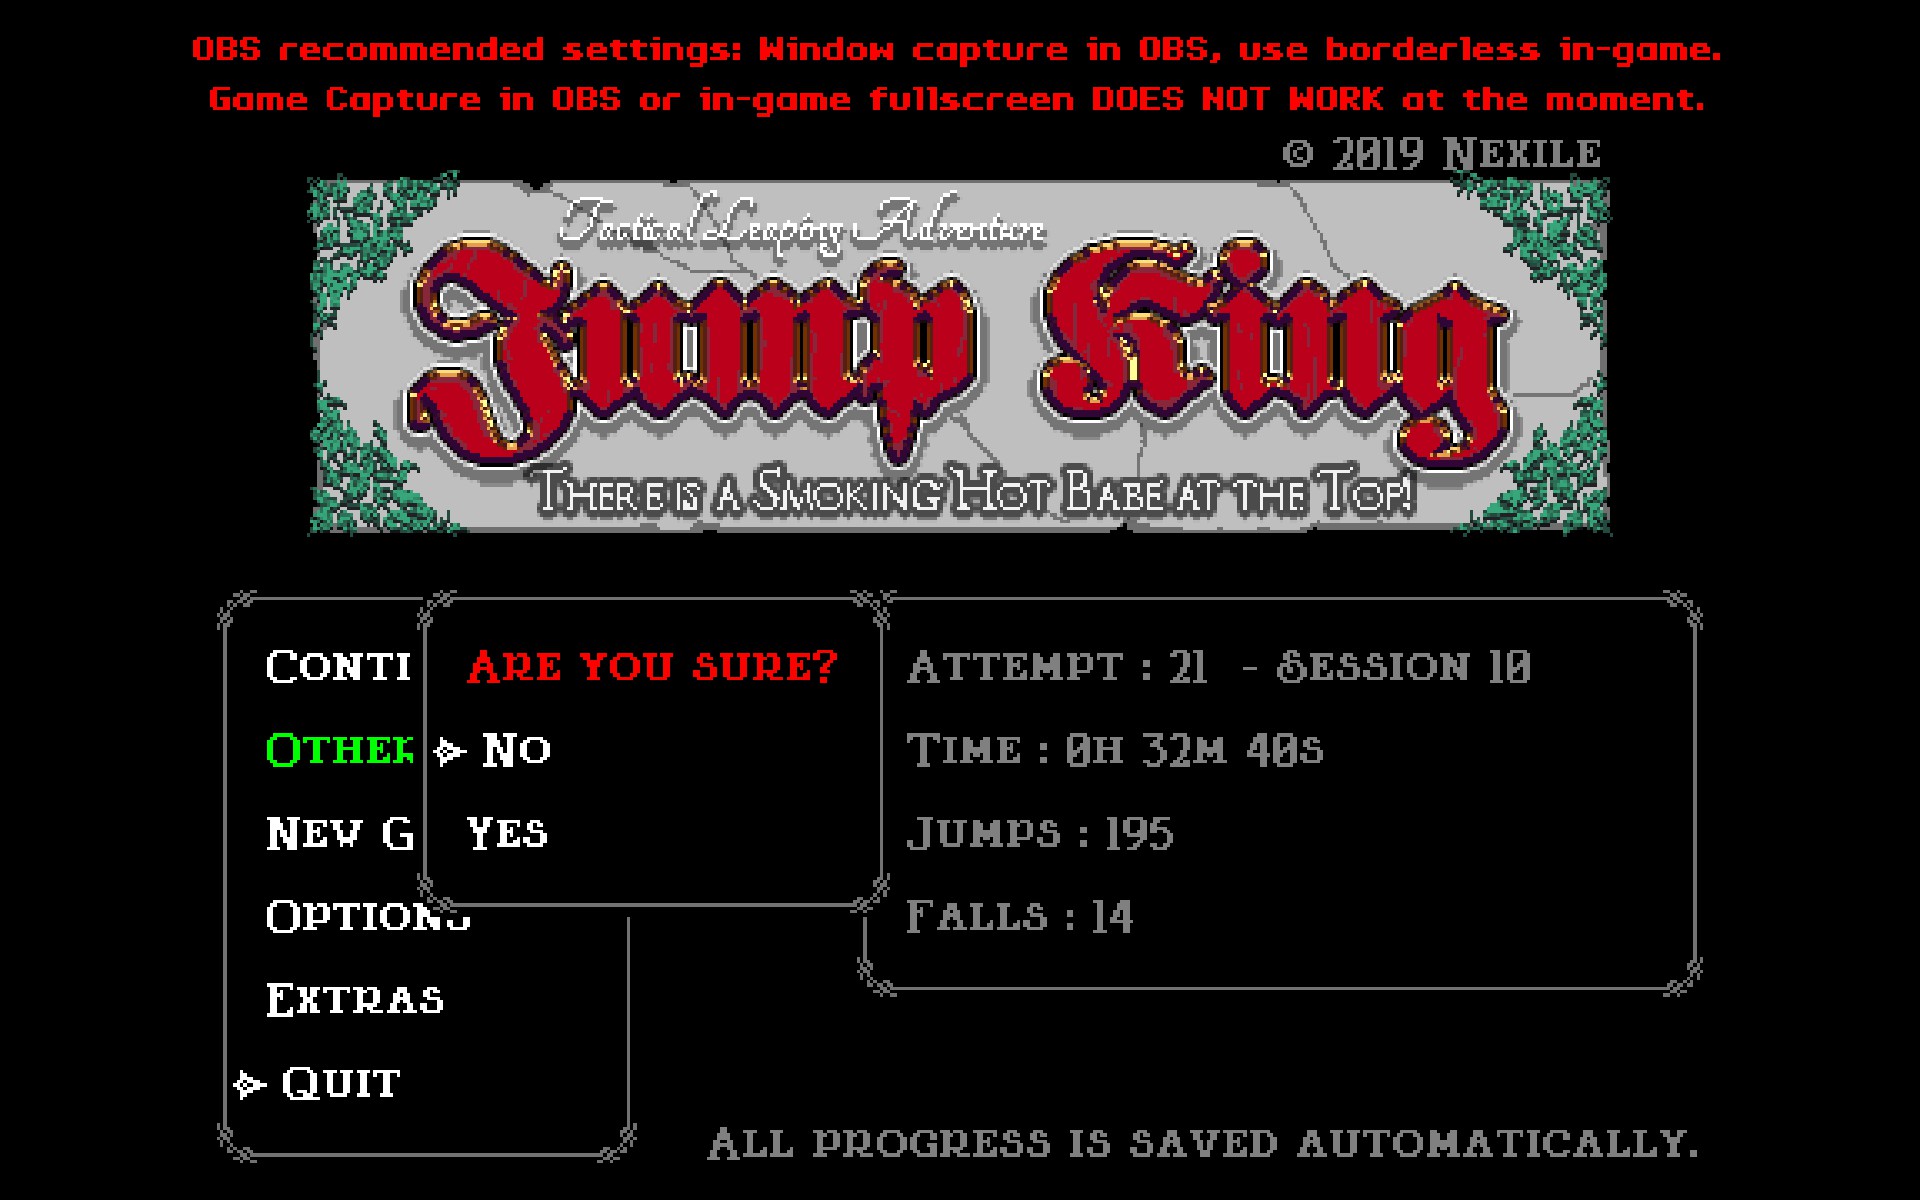 OBS recommended settings: Window capture in OBS, use borderless in-game.
Game Capture in OBS or in-game fullscreen DOES NOT WORK at the moment.
© 2019 Nexile
Tactical Leaping Adventure
Jump King
There is a Smoking Hot Babe at the Top!
Conti
Other
New G
Options
Extras
Quit
Are you sure?
No
Yes
Attempt : 21 - Session 10
Time : 0h 32m 40s
Jumps : 195
Falls : 14
All progress is saved automatically.